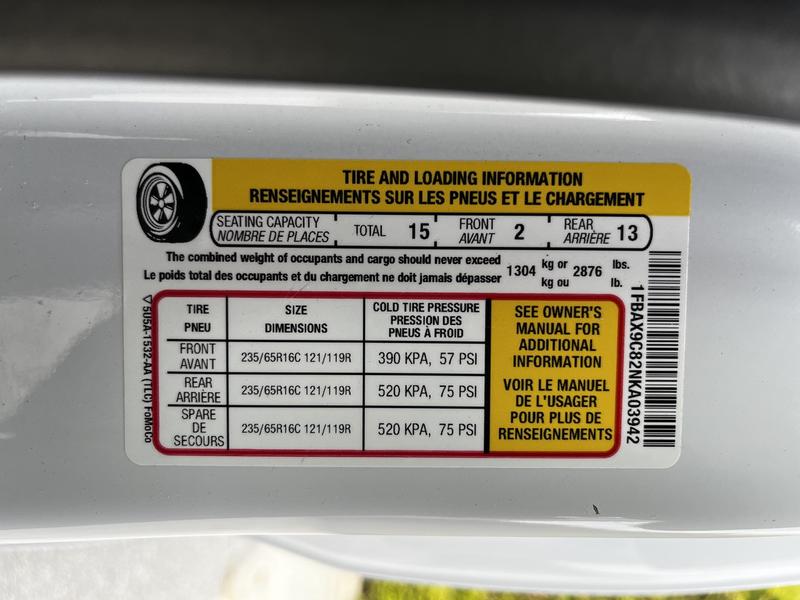 TIRE AND LOADING INFORMATION
RENSEIGNEMENTS SUR LES PNEUS ET LE CHARGEMENT
SEATING CAPACITY TOTAL 15 FRONT 2 REAR 13
NOMBRE DE PLACES AVANT ARRIÈRE
The combined weight of occupants and cargo should never exceed 1304 kg or 2876 lbs.
Le poids total des occupants et du chargement ne doit jamais dépasser kg ou lb.
TIRE SIZE COLD TIRE PRESSURE
PNEU DIMENSIONS PRESSION DES
PNEUS À FROID
FRONT
AVANT 235/65R16C 121/119R 390 KPA, 57 PSI
REAR
ARRIÈRE 235/65R16C 121/119R 520 KPA, 75 PSI
SPARE
DE
SECOURS 235/65R16C 121/119R 520 KPA, 75 PSI
SEE OWNER'S
MANUAL FOR
ADDITIONAL
INFORMATION
VOIR LE MANUEL
DE L'USAGER
POUR PLUS DE
RENSEIGNEMENTS
1FBAX9C82NKA03942
5U5A-1532-AA (TLC) FoMoCo